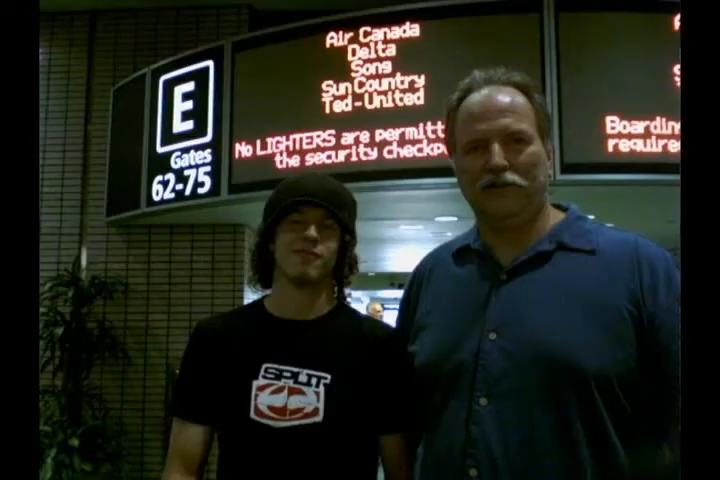 E
Gates
62-75
Air Canada
Delta
Song
Sun Country
Ted-United
No LIGHTERS are permitt
the security checkp
Boardin
require
SPLIT